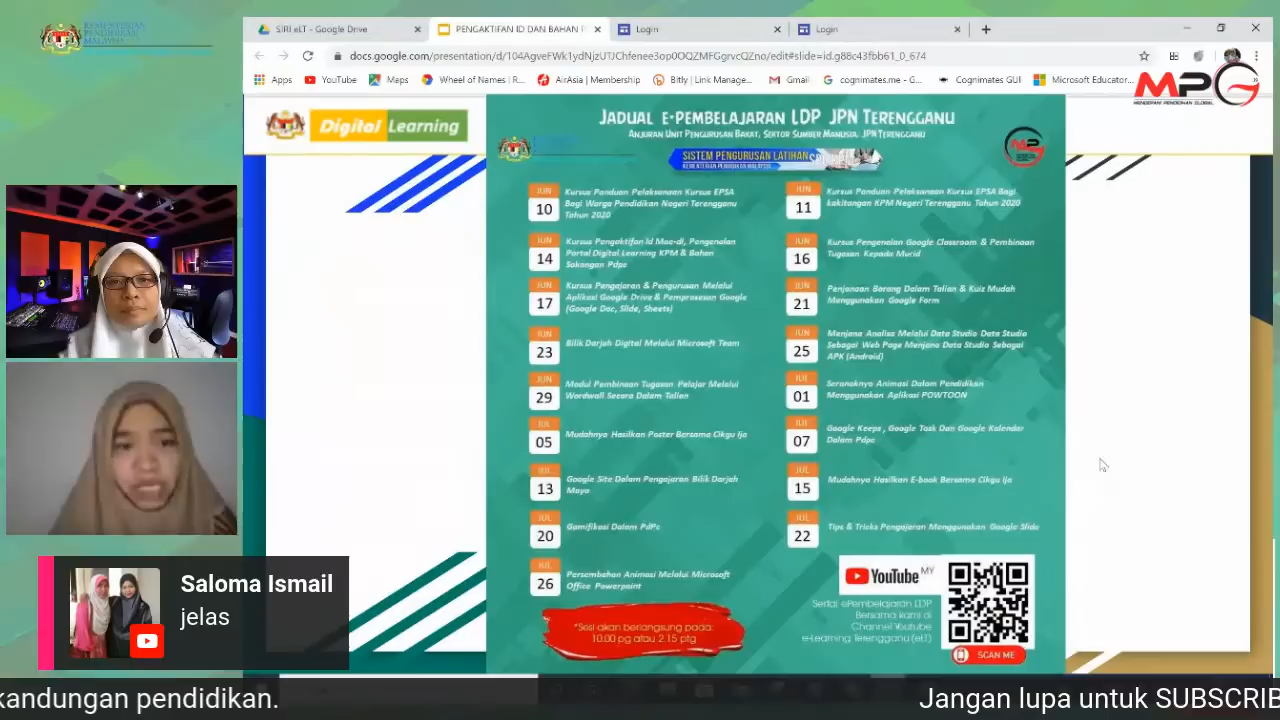 KEMENTERIAN
PENDIDIKAN
MALAYSIA
SIRI eLT - Google Drive
PENGAKTIFAN ID DAN BAHAN P
Login
Login
docs.google.com/presentation/d/104AgveFWk1ydNjzUTJChfenee3op0OQZMFGgrvcQZno/edit#slide=id.g88c43fbb61_0_674
Apps
YouTube
Maps
Wheel of Names | R...
AirAsia | Membership
Bitly | Link Manage...
Gmail
cognimates.me - G...
Cognimates GUI
Microsoft Educator...
MPG
Digital Learning
JADUAL E-PEMBELAJARAN LDP JPN TERENGGANU
ANJURAN UNIT PENGURUSAN BAKAT, SEKTOR SUMBER MANUSIA, JPN TERENGGANU
SISTEM PENGURUSAN LATIHAN
KEMENTERIAN PENDIDIKAN MALAYSIA
JUN
10
Kursus Panduan Pelaksanaan Kursus EPSA
Bagi Warga Pendidikan Negeri Terengganu
Tahun 2020
JUN
11
Kursus Panduan Pelaksanaan Kursus EPSA Bagi
kakitangan KPM Negeri Terengganu Tahun 2020
JUN
14
Kursus Pengaktifan Id Moe-dl, Pengenalan
Portal Digital Learning KPM & Bahan
Sokongan Pdpc
JUN
16
Kursus Pengenalan Google Classroom & Pembinaan
Tugasan Kepada Murid
JUN
17
Kursus Pengajaran & Pengurusan Melalui
Aplikasi Google Drive & Pemprosesan Google
(Google Doc, Slide, Sheets)
JUN
21
Penjanaan Borang Dalam Talian & Kuiz Mudah
Menggunakan Google Form
JUN
23
Bilik Darjah Digital Melalui Microsoft Team
JUN
25
Menjana Analisa Melalui Data Studio Data Studio
Sebagai Web Page Menjana Data Studio Sebagai
APK (Android)
JUN
29
Modul Pembinaan Tugasan Pelajar Melalui
Wordwall Secara Dalam Talian
JUL
01
Seronoknya Animasi Dalam Pendidikan
Menggunakan Aplikasi POWTOON
JUL
05
Mudahnya Hasilkan Poster Bersama Cikgu Ija
JUL
07
Google Keeps , Google Task Dan Google Kalendar
Dalam Pdpc
JUL
13
Google Site Dalam Pengajaran Bilik Darjah
Maya
JUL
15
Mudahnya Hasilkan E-book Bersama Cikgu Ija
JUL
20
Gamifikasi Dalam PdPc
JUL
22
Tips & Tricks Pengajaran Menggunakan Google Slide
JUL
26
Persembahan Animasi Melalui Microsoft
Office Powerpoint
*Sesi akan berlangsung pada:
10.00 pg atau 2.15 ptg
YouTube MY
Sertai ePembelajaran LDP
Bersama kami di
Channel Youtube
e-Learning Terengganu (eLT)
SCAN ME
Saloma Ismail
jelas
kandungan pendidikan.
Jangan lupa untuk SUBSCRIB